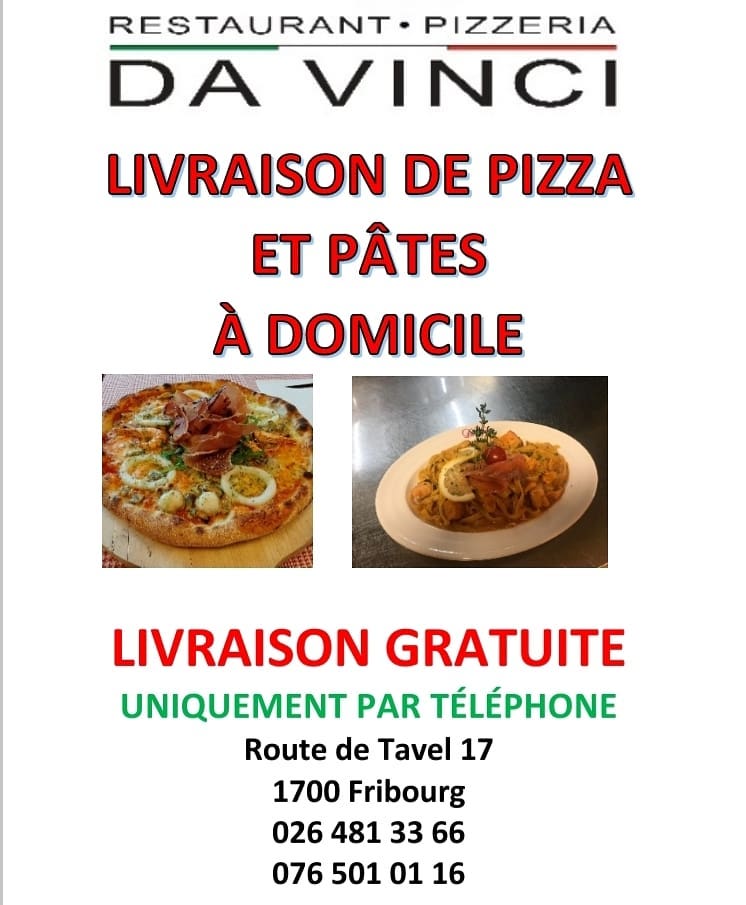 RESTAURANT • PIZZERIA
DA VINCI
LIVRAISON DE PIZZA
ET PÂTES
À DOMICILE
LIVRAISON GRATUITE
UNIQUEMENT PAR TÉLÉPHONE
Route de Tavel 17
1700 Fribourg
026 481 33 66
076 501 01 16